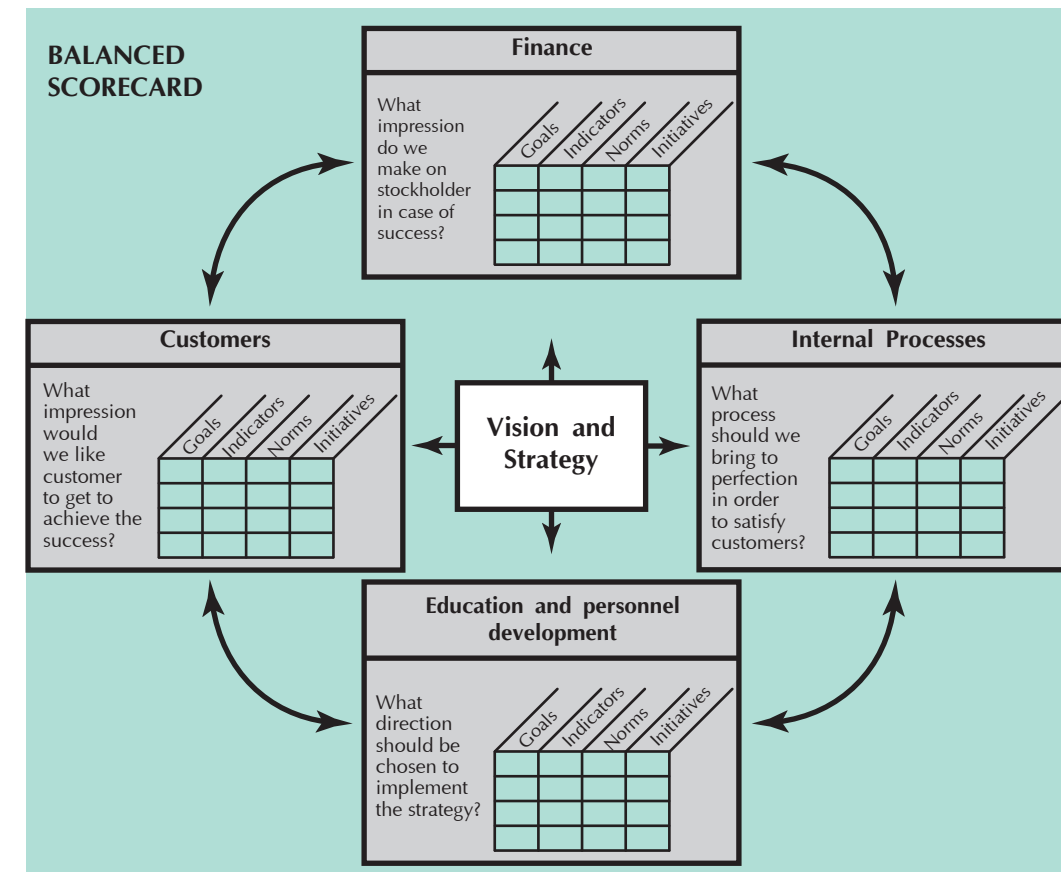 BALANCED
SCORECARD
Finance
What
impression
do we
make on
stockholder
in case of
success?
Goals
Indicators
Norms
Initiatives
Customers
What
impression
would
we like
customer
to get to
achieve the
success?
Goals
Indicators
Norms
Initiatives
Vision and
Strategy
Internal Processes
What
process
should we
bring to
perfection
in order
to satisfy
customers?
Goals
Indicators
Norms
Initiatives
Education and personnel
development
What
direction
should be
chosen to
implement
the strategy?
Goals
Indicators
Norms
Initiatives